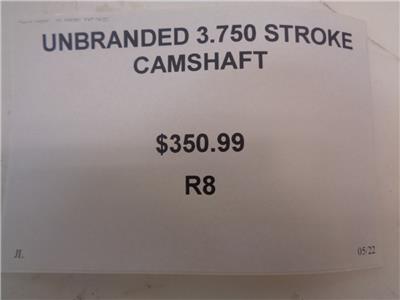 UNBRANDED 3.750 STROKE
CAMSHAFT
$350.99
R8
JL
05/22